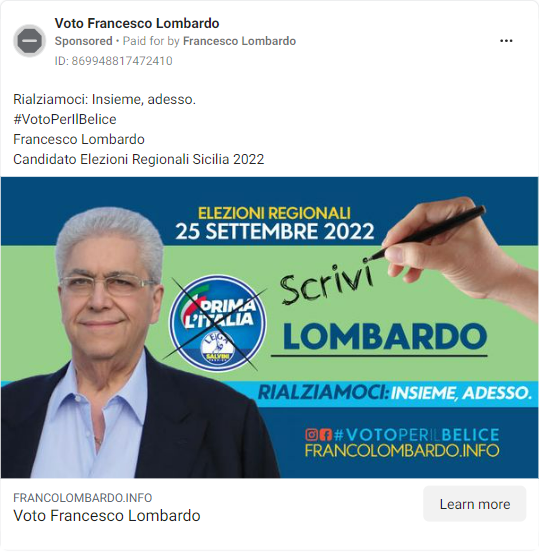 Voto Francesco Lombardo
Sponsored • Paid for by Francesco Lombardo
ID: 869948817472410
Rialziamoci: Insieme, adesso.
#VotoPerIlBelice
Francesco Lombardo
Candidato Elezioni Regionali Sicilia 2022
ELEZIONI REGIONALI
25 SETTEMBRE 2022
Scrivi
PRIMA
L'ITALIA
LEGA
SALVINI
LOMBARDO
RIALZIAMOCI: INSIEME, ADESSO.
#VOTOPERILBELICE
FRANCOLOMBARDO.INFO
FRANCOLOMBARDO.INFO
Voto Francesco Lombardo
Learn more